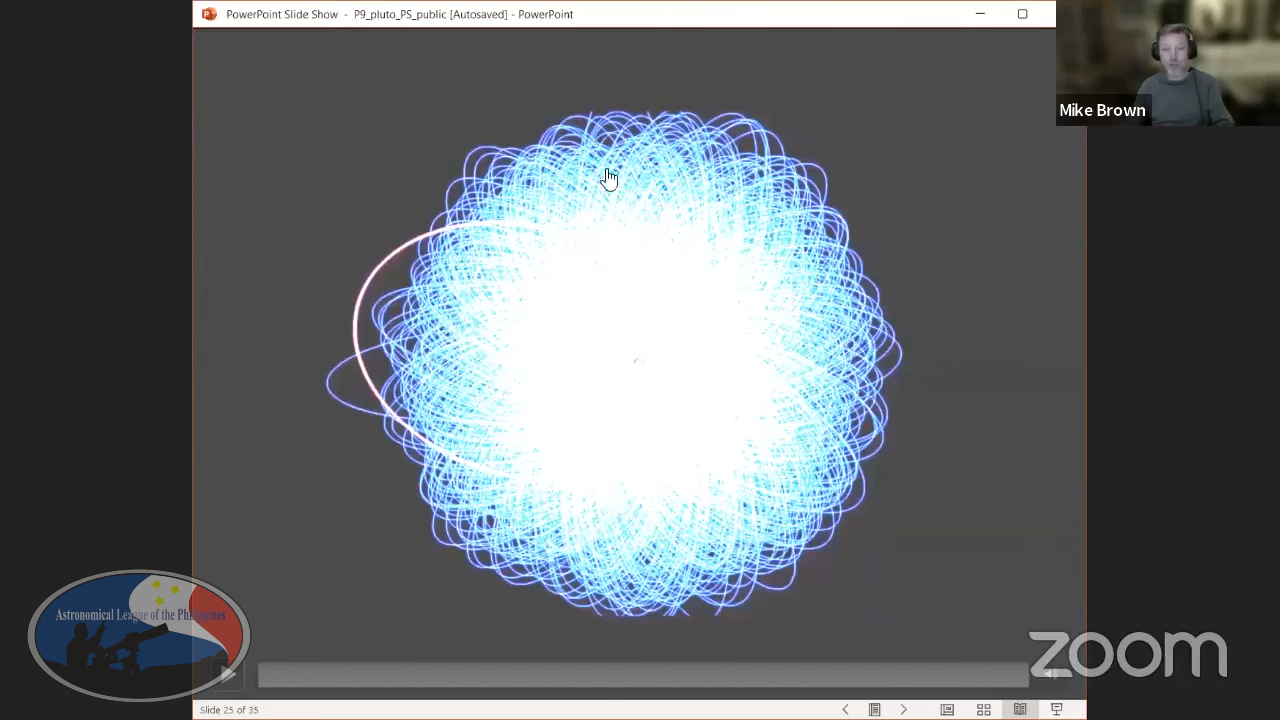 PowerPoint Slide Show - P9_pluto_PS_public [Autosaved] - PowerPoint
Mike Brown
Astronomical League of the Philippines
zoom
Slide 25 of 35